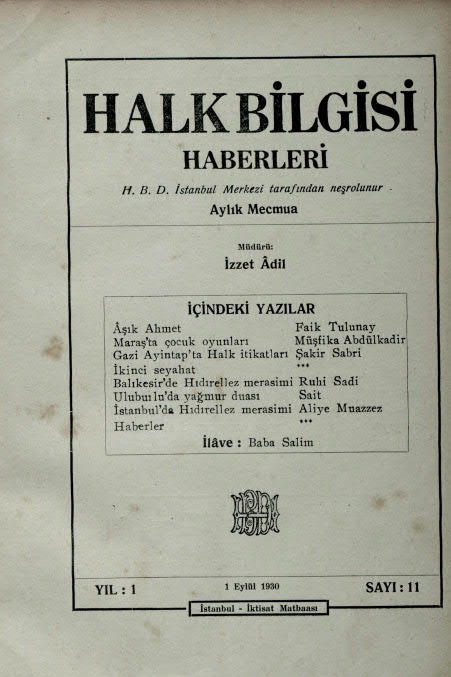 HALK BİLGİSİ
HABERLERİ
H. B. D. İstanbul Merkezi tarafından neşrolunur
Aylık Mecmua
Müdürü:
İzzet Âdil
İÇİNDEKİ YAZILAR
Âşık Ahmet Faik Tulunay
Maraş'ta çocuk oyunları Müşfika Abdülkadir
Gazi Ayintap'ta Halk itikatları Şakir Sabri
İkinci seyahat ***
Balıkesir'de Hıdırellez merasimi Ruhi Sadi
Uluborlu'da yağmur duası Sait
İstanbul'da Hıdırellez merasimi Aliye Muazzez
Haberler ***
İlâve : Baba Salim
YIL : 1 1 Eylûl 1930 SAYI : 11
İstanbul - İktisat Matbaası